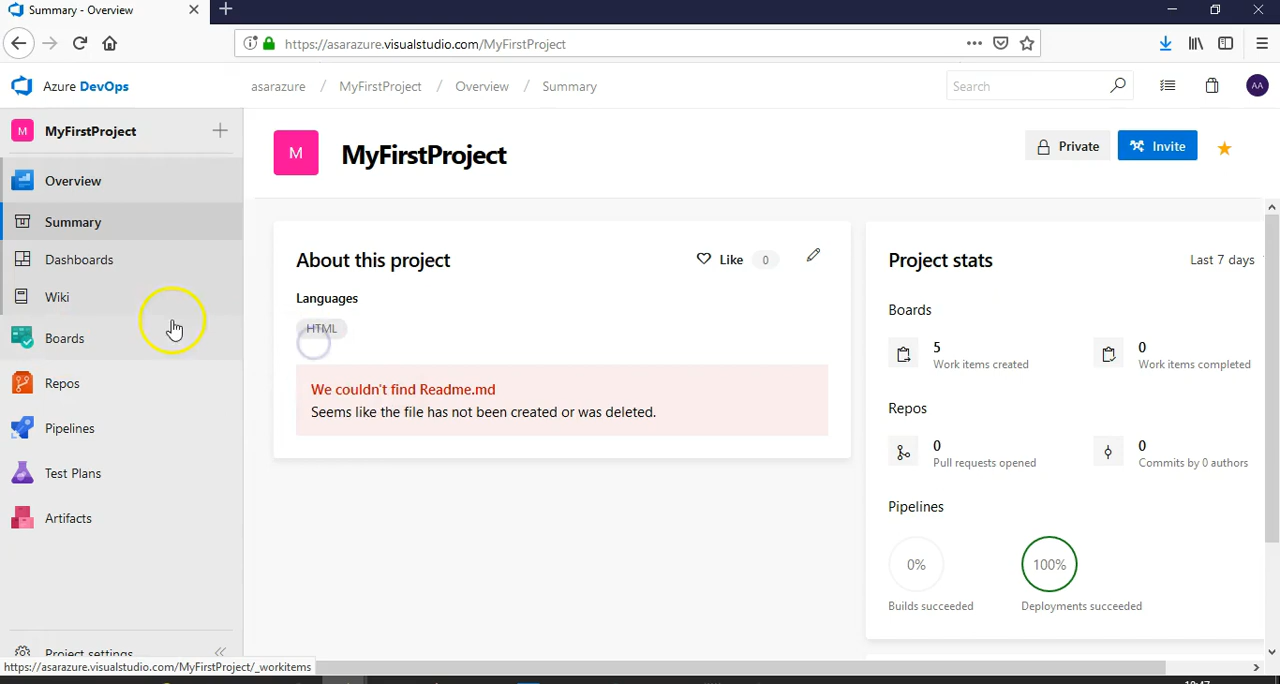 Summary - Overview
https://asarazure.visualstudio.com/MyFirstProject
Azure DevOps
asarazure / MyFirstProject / Overview / Summary
Search
AA
M MyFirstProject
Overview
Summary
Dashboards
Wiki
Boards
Repos
Pipelines
Test Plans
Artifacts
Project settings
https://asarazure.visualstudio.com/MyFirstProject/_workitems
M MyFirstProject
Private
Invite
About this project
Like 0
Languages
HTML
We couldn't find Readme.md
Seems like the file has not been created or was deleted.
Project stats
Last 7 days
Boards
5
Work items created
0
Work items completed
Repos
0
Pull requests opened
0
Commits by 0 authors
Pipelines
0%
Builds succeeded
100%
Deployments succeeded